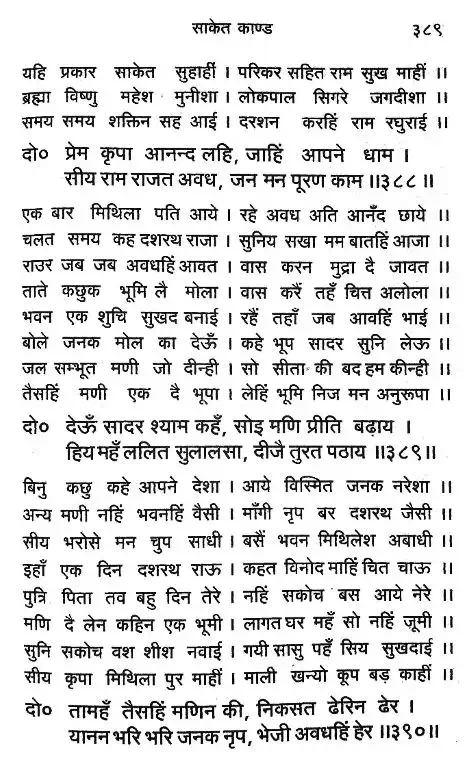 साकेत काण्ड ३८९
यहि प्रकार साकेत सुहाहीं । परिकर सहित राम सुख माहीं ॥
ब्रह्मा विष्णु महेश मुनीशा । लोकपाल सिगरे जगदीशा ॥
समय समय शक्तिन सह आई । दरशन करहिं राम रघुराई ॥
दो० प्रेम कृपा आनन्द लहि, जाहिं आपने धाम ।
सीय राम राजत अवध, जन मन पूरण काम ॥३८८॥
एक बार मिथिला पति आये । रहे अवध अति आनँद छाये ॥
चलत समय कह दशरथ राजा । सुनिय सखा मम बातहिं आजा ॥
राउर जब जब अवधहिं आवत । वास करन मुद्रा दै जावत ॥
ताते कछुक भूमि लै मोला । वास करैं तहँ चित्त अलोला ॥
भवन एक शुचि सुखद बनाई । रहैं तहाँ जब आवहिं भाई ॥
बोले जनक मोल का देऊँ । कहे भूप सादर सुनि लेऊ ॥
जल सम्भूत मणी जो दीन्ही । सो सीता की बद हम कीन्ही ॥
तैसहिं मणी एक दै भूपा । लेहिं भूमि निज मन अनुरूपा ॥
दो० देऊँ सादर श्याम कहँ, सोइ मणि प्रीति बढ़ाय ।
हिय महँ ललित सुलालसा, दीजै तुरत पठाय ॥३८९॥
बिनु कछु कहे आपने देशा । आये विस्मित जनक नरेशा ॥
अन्य मणी नहिं भवनहिं वैसी । माँगी नृप बर दशरथ जैसी ॥
सीय भरोसे मन चुप साधी । बसैं भवन मिथिलेश अबाधी ॥
इहाँ एक दिन दशरथ राऊ । कहत विनोद माहिं चित चाऊ ॥
पुत्रि पिता तव बहु दिन तेरे । नहिं सकोच बस आये नेरे ॥
मणि दै लेन कहिन एक भूमी । लागत घर महँ सो नहिं जूमी ॥
सुनि सकोच वश शीश नवाई । गयी सासु पहँ सिय सुखदाई ॥
सीय कृपा मिथिला पुर माहीं । माली खन्यो कूप बड़ काहीं ॥
दो० तामहँ तैसहिं मणिन की, निकसत ढेरिन ढेर ।
यानन भरि भरि जनक नृप, भेजी अवधहिं हेर ॥३९०॥